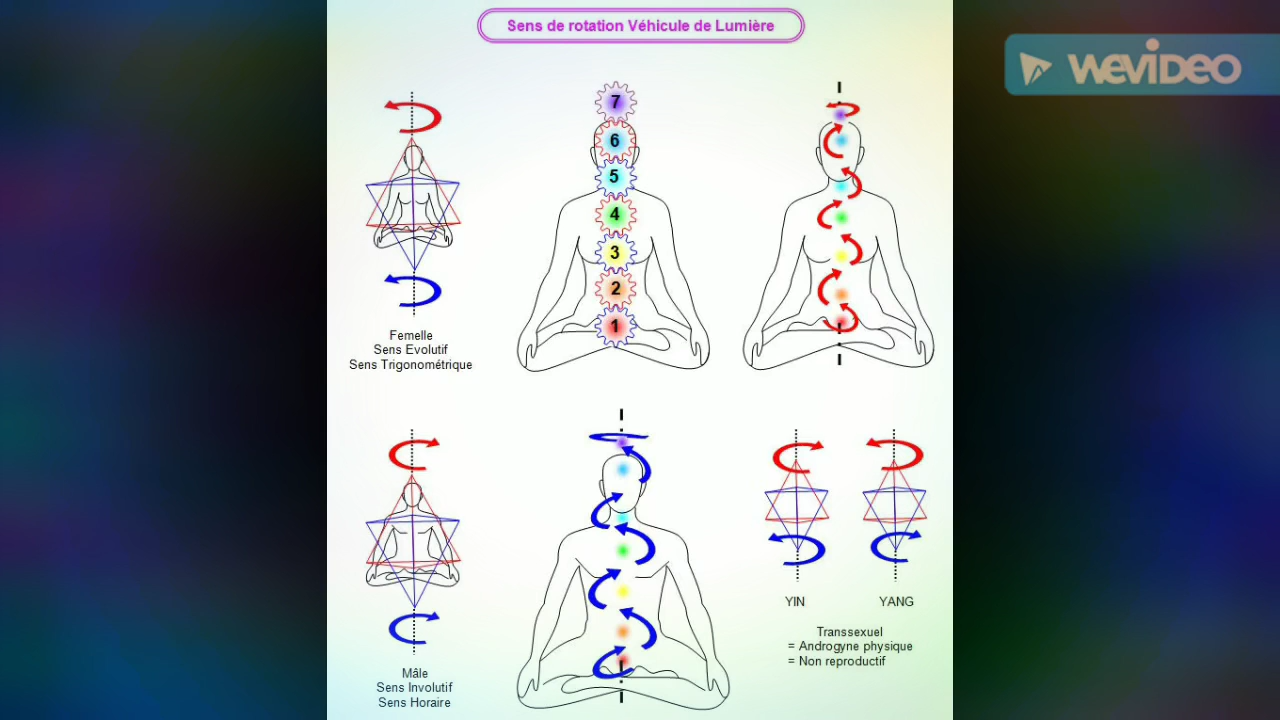 Sens de rotation Véhicule de Lumière
WEVIDEO
7
6
5
4
3
2
1
Femelle
Sens Evolutif
Sens Trigonométrique
Mâle
Sens Involutif
Sens Horaire
YIN
YANG
Transsexuel
= Androgyne physique
= Non reproductif